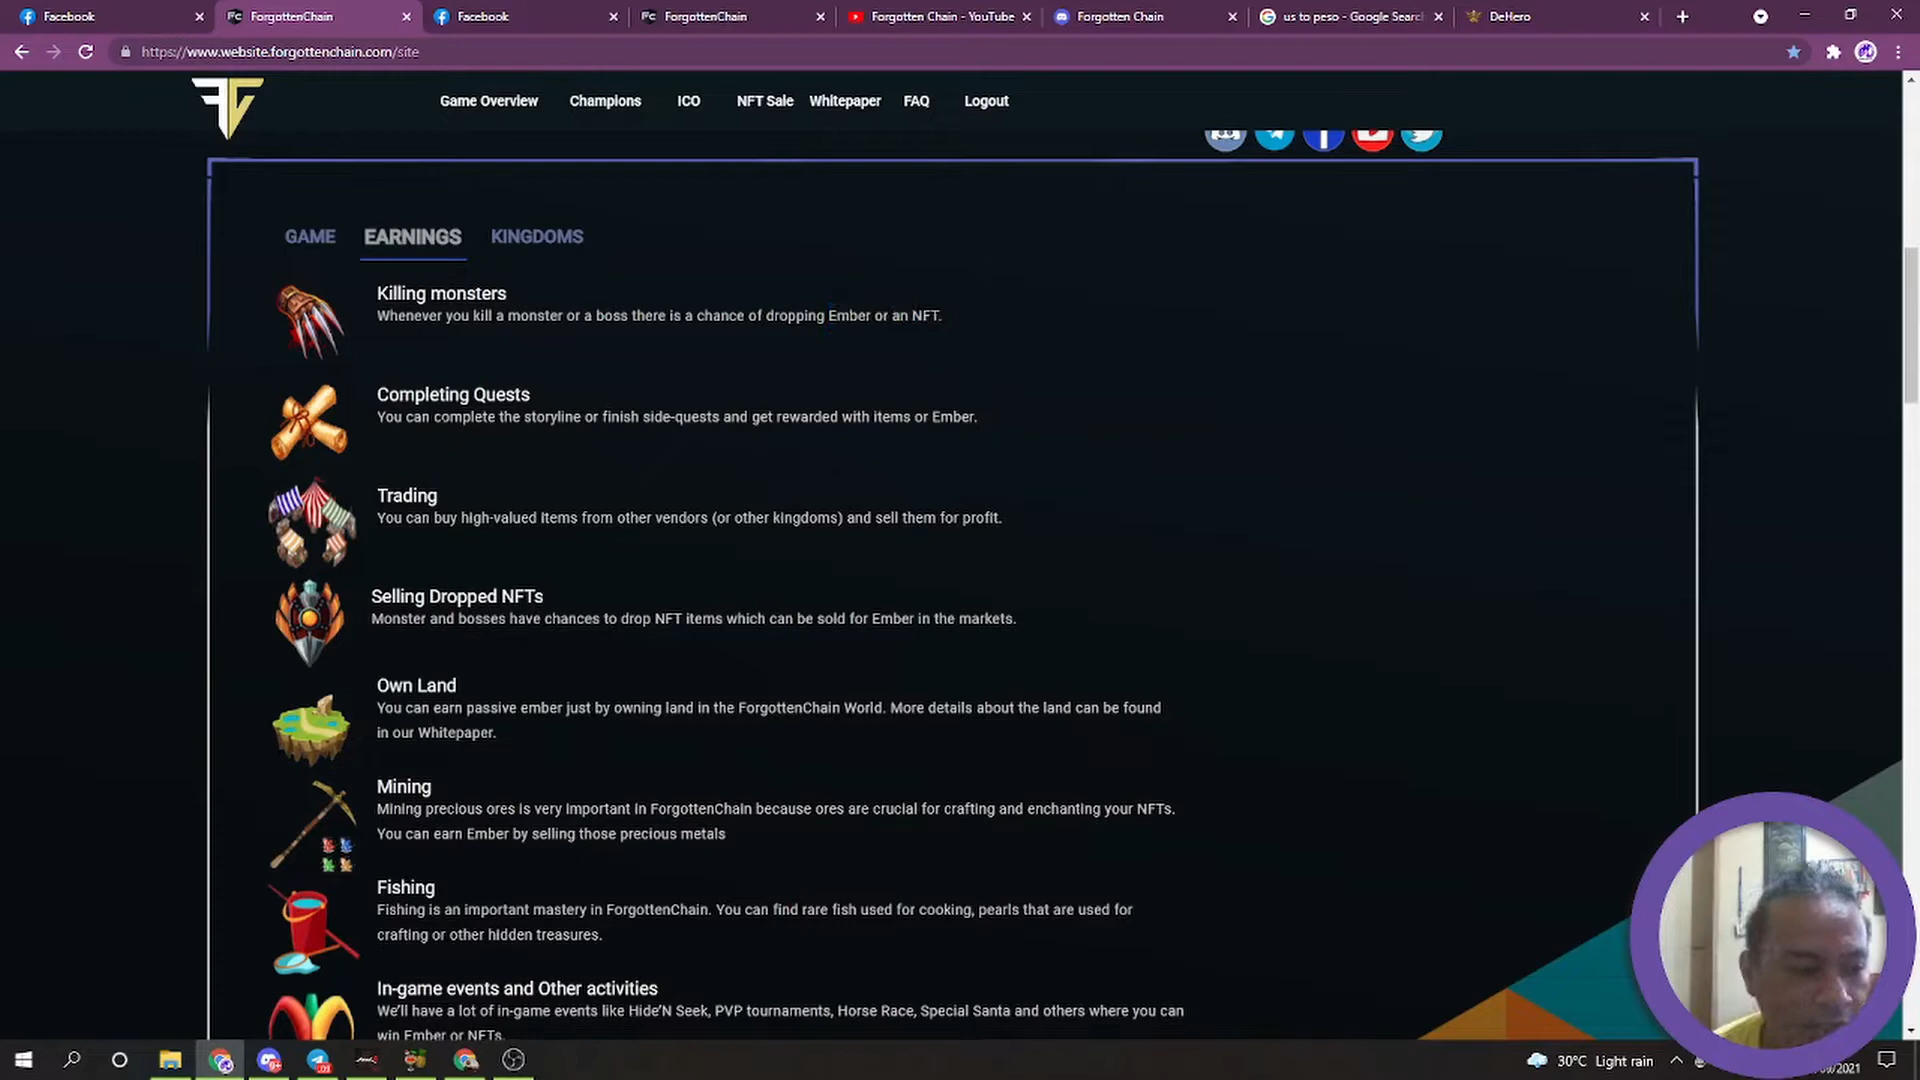 Facebook
ForgottenChain
Facebook
ForgottenChain
Forgotten Chain - YouTube
Forgotten Chain
us to peso - Google Searc
DeHero
https://www.website.forgottenchain.com/site
Game Overview Champions ICO NFT Sale Whitepaper FAQ Logout
GAME EARNINGS KINGDOMS
Killing monsters
Whenever you kill a monster or a boss there is a chance of dropping Ember or an NFT.
Completing Quests
You can complete the storyline or finish side-quests and get rewarded with items or Ember.
Trading
You can buy high-valued items from other vendors (or other kingdoms) and sell them for profit.
Selling Dropped NFTs
Monster and bosses have chances to drop NFT items which can be sold for Ember in the markets.
Own Land
You can earn passive ember just by owning land in the ForgottenChain World. More details about the land can be found
in our Whitepaper.
Mining
Mining precious ores is very important in ForgottenChain because ores are crucial for crafting and enchanting your NFTs.
You can earn Ember by selling those precious metals
Fishing
Fishing is an important mastery in ForgottenChain. You can find rare fish used for cooking, pearls that are used for
crafting or other hidden treasures.
In-game events and Other activities
We'll have a lot of in-game events like Hide'N Seek, PVP tournaments, Horse Race, Special Santa and others where you can
win Ember or NFTs.
30°C Light rain